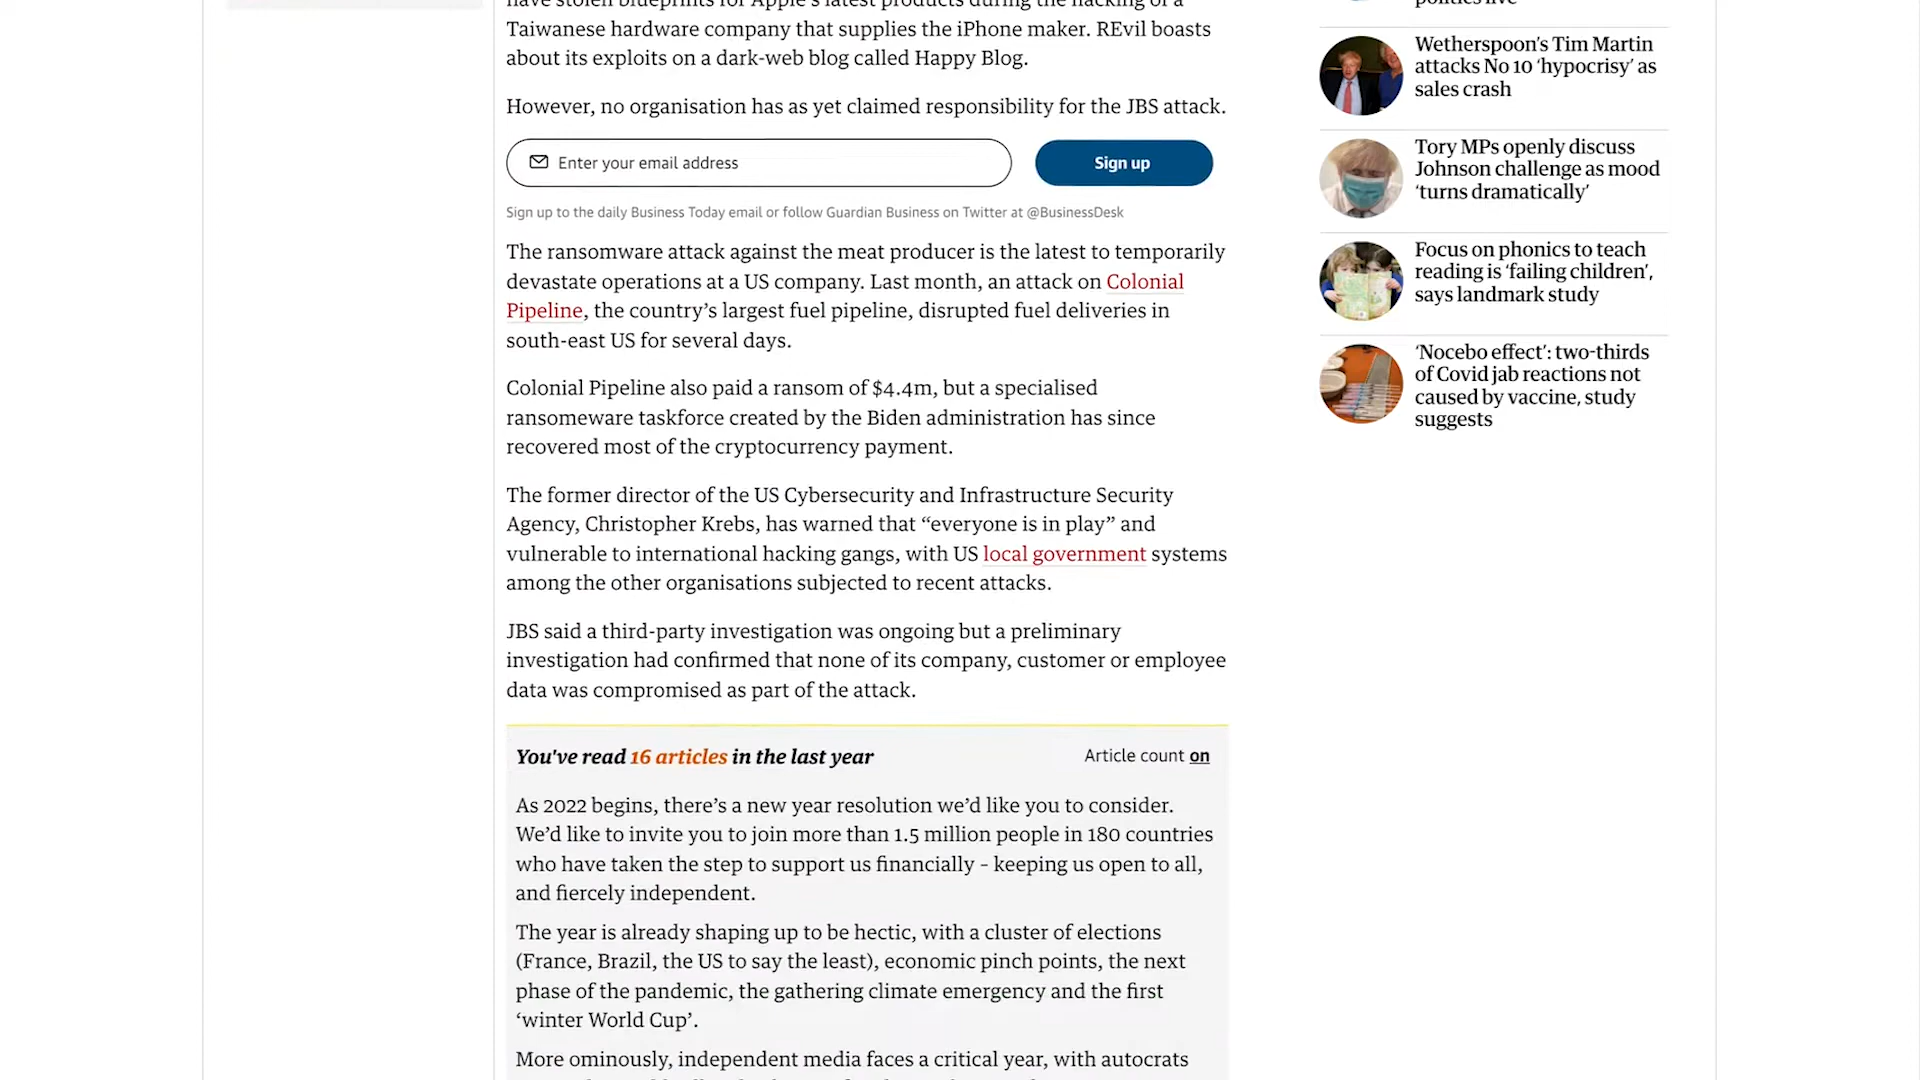 have stolen blueprints for Apple's latest products during the hacking of a
Taiwanese hardware company that supplies the iPhone maker. REvil boasts
about its exploits on a dark-web blog called Happy Blog.
However, no organisation has as yet claimed responsibility for the JBS attack.
Enter your email address
Sign up
Sign up to the daily Business Today email or follow Guardian Business on Twitter at @BusinessDesk
The ransomware attack against the meat producer is the latest to temporarily
devastate operations at a US company. Last month, an attack on Colonial
Pipeline, the country's largest fuel pipeline, disrupted fuel deliveries in
south-east US for several days.
Colonial Pipeline also paid a ransom of $4.4m, but a specialised
ransomeware taskforce created by the Biden administration has since
recovered most of the cryptocurrency payment.
The former director of the US Cybersecurity and Infrastructure Security
Agency, Christopher Krebs, has warned that “everyone is in play” and
vulnerable to international hacking gangs, with US local government systems
among the other organisations subjected to recent attacks.
JBS said a third-party investigation was ongoing but a preliminary
investigation had confirmed that none of its company, customer or employee
data was compromised as part of the attack.
You've read 16 articles in the last year
Article count on
As 2022 begins, there's a new year resolution we'd like you to consider.
We'd like to invite you to join more than 1.5 million people in 180 countries
who have taken the step to support us financially – keeping us open to all,
and fiercely independent.
The year is already shaping up to be hectic, with a cluster of elections
(France, Brazil, the US to say the least), economic pinch points, the next
phase of the pandemic, the gathering climate emergency and the first
‘winter World Cup’.
More ominously, independent media faces a critical year, with autocrats
politics live
Wetherspoon's Tim Martin
attacks No 10 ‘hypocrisy’ as
sales crash
Tory MPs openly discuss
Johnson challenge as mood
‘turns dramatically’
Focus on phonics to teach
reading is ‘failing children’,
says landmark study
‘Nocebo effect’: two-thirds
of Covid jab reactions not
caused by vaccine, study
suggests